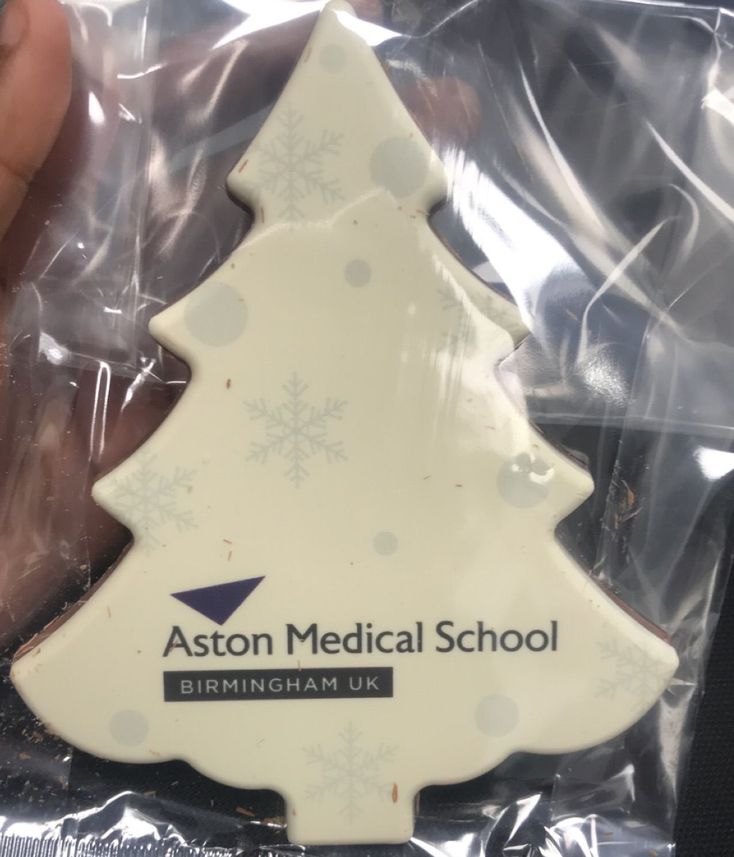 Aston Medical School
BIRMINGHAM UK